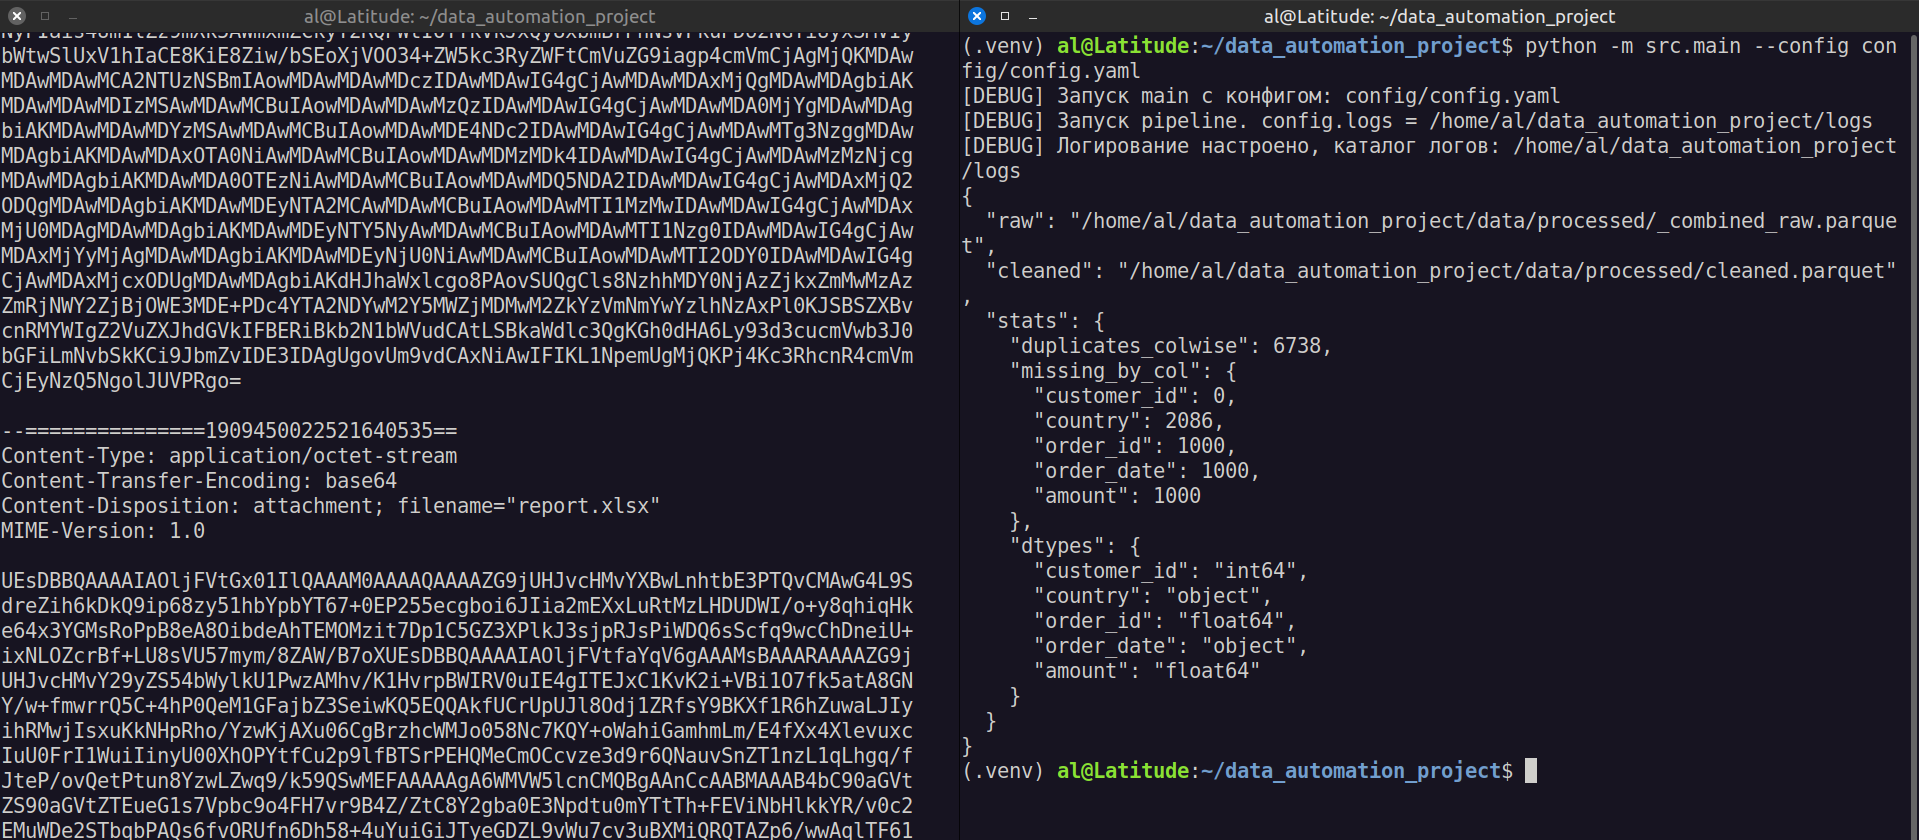 al@Latitude: ~/data_automation_project
bWtwSlUxV1hIaCE8KiE8Ziw/bSEoXjVOO34+ZW5kc3RyZWFtCmVuZG9iagp4cmVmCjAgMjQKMDAw
MDAwMDAwMCA2NTUzNSBmIAowMDAwMDAwMDczIDAwMDAwIG4gCjAwMDAwMDAxMjQgMDAwMDAgbiAK
MDAwMDAwMDIzMSAwMDAwMCBuIAowMDAwMDAwMzQzIDAwMDAwIG4gCjAwMDAwMDA0MjYgMDAwMDAg
biAKMDAwMDAwMDYzMSAwMDAwMCBuIAowMDAwMDE4NDc2IDAwMDAwIG4gCjAwMDAwMTg3NzggMDAw
MDAgbiAKMDAwMDAxOTA0NiAwMDAwMCBuIAowMDAwMDMzMDk4IDAwMDAwIG4gCjAwMDAwMzMzNjcg
MDAwMDAgbiAKMDAwMDA0OTEzNiAwMDAwMCBuIAowMDAwMDQ5NDA2IDAwMDAwIG4gCjAwMDAxMjQ2
ODQgMDAwMDAgbiAKMDAwMDEyNTA2MCAwMDAwMCBuIAowMDAwMTI1MzMwIDAwMDAwIG4gCjAwMDAx
MjU0MDAgMDAwMDAgbiAKMDAwMDEyNTY5NyAwMDAwMCBuIAowMDAwMTI1Nzg0IDAwMDAwIG4gCjAw
MDAxMjYyMjAgMDAwMDAgbiAKMDAwMDEyNjU0NiAwMDAwMCBuIAowMDAwMTI2ODY0IDAwMDAwIG4g
CjAwMDAxMjcxODUgMDAwMDAgbiAKdHJhaWxlcgo8PAovSUQgCls8NzhhMDY0NjAzZjkxZmMwMzAz
ZmRjNWY2ZjBjOWE3MDE+PDc4YTA2NDYwM2Y5MWZjMDMwM2ZkYzVmNmYwYzlhNzAxPl0KJSBSZXBv
cnRMYWIgZ2VuZXJhdGVkIFBERiBkb2N1bWVudCAtLSBkaWdlc3QgKGh0dHA6Ly93d3cucmVwb3J0
bGFiLmNvbSkKCi9JbmZvIDE3IDAgUgovUm9vdCAxNiAwIFIKL1NpemUgMjQKPj4Kc3RhcnR4cmVm
CjEyNzQ5NgolJUVPRgo=
--===============1909450022521640535==
Content-Type: application/octet-stream
Content-Transfer-Encoding: base64
Content-Disposition: attachment; filename="report.xlsx"
MIME-Version: 1.0
UEsDBBQAAAAIAOljFVtGx01IlQAAAM0AAAAQAAAAZG9jUHJvcHMvYXBwLnhtbE3PTQvCMAwG4L9S
dreZih6kDkQ9ip68zy51hbYpbYT67+0EP255ecgboi6JIia2mEXxLuRtMzLHDUDWI/o+y8qhiqHk
e64x3YGMsRoPpB8eA8OibdeAhTEMOMzit7Dp1C5GZ3XPlkJ3sjpRJsPiWDQ6sScfq9wcChDneiU+
ixNLOZcrBf+LU8sVU57mym/8ZAW/B7oXUEsDBBQAAAAIAOljFVtfaYqV6gAAAMsBAAARAAAAZG9j
UHJvcHMvY29yZS54bWylkU1PwzAMhv/K1HvrpBWIRV0uIE4gITEJxC1KvK2i+VBi1O7fk5atA8GN
Y/w+fmwrrQ5C+4hP0QeM1GFajbZ3SeiwKQ5EQQAkfUCrUpUJl8Odj1ZRfsY9BKXf1R6hZuwaLJIy
ihRMwjIsxuKkNHpRho/YzwKjAXu06CgBrzhcWMJo058Nc7KQY+oWahiGamhmLm/E4fXx4Xlevuxc
IuU0FrI1WuiIinyU00XhOPYtfCu2p9lfBTSrPEHQMeCmOCcvze3d9r6QNauvSnZT1nzL1qLhgq/f
JteP/ovQetPtun8YzwLZwq9/k59QSwMEFAAAAAgA6WMVW5lcnCMQBgAAnCcAABMAAAB4bC90aGVt
ZS90aGVtZTEueG1s7Vpbc9o4FH7vr9B4Z/ZtC8Y2gba0E3Npdtu0mYTtTh+FEViNbHlkkYR/v0c2
al@Latitude: ~/data_automation_project
(.venv) al@Latitude:~/data_automation_project$ python -m src.main --config con
fig/config.yaml
[DEBUG] Запуск main с конфигом: config/config.yaml
[DEBUG] Запуск pipeline. config.logs = /home/al/data_automation_project/logs
[DEBUG] Логирование настроено, каталог логов: /home/al/data_automation_project
/logs
{
"raw": "/home/al/data_automation_project/data/processed/_combined_raw.parque
t",
"cleaned": "/home/al/data_automation_project/data/processed/cleaned.parquet"
,
"stats": {
"duplicates_colwise": 6738,
"missing_by_col": {
"customer_id": 0,
"country": 2086,
"order_id": 1000,
"order_date": 1000,
"amount": 1000
},
"dtypes": {
"customer_id": "int64",
"country": "object",
"order_id": "float64",
"order_date": "object",
"amount": "float64"
}
}
}
(.venv) al@Latitude:~/data_automation_project$